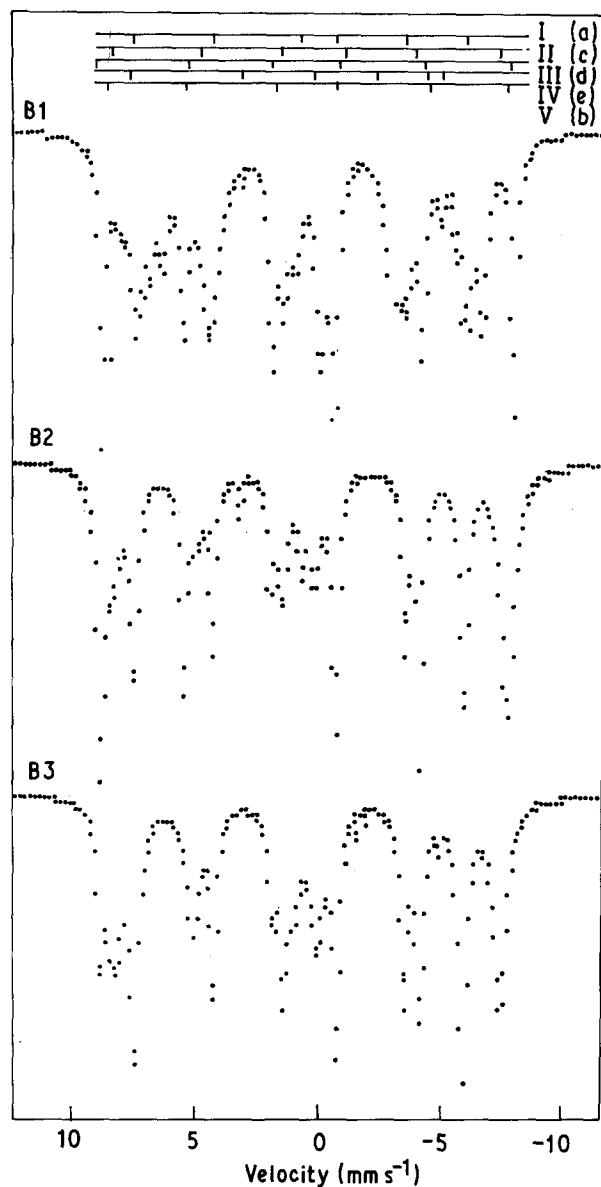 I (a)
II (c)
III (d)
IV (e)
V (b)
B1
B2
B3
10 5 0 -5 -10
Velocity (mm s⁻¹)